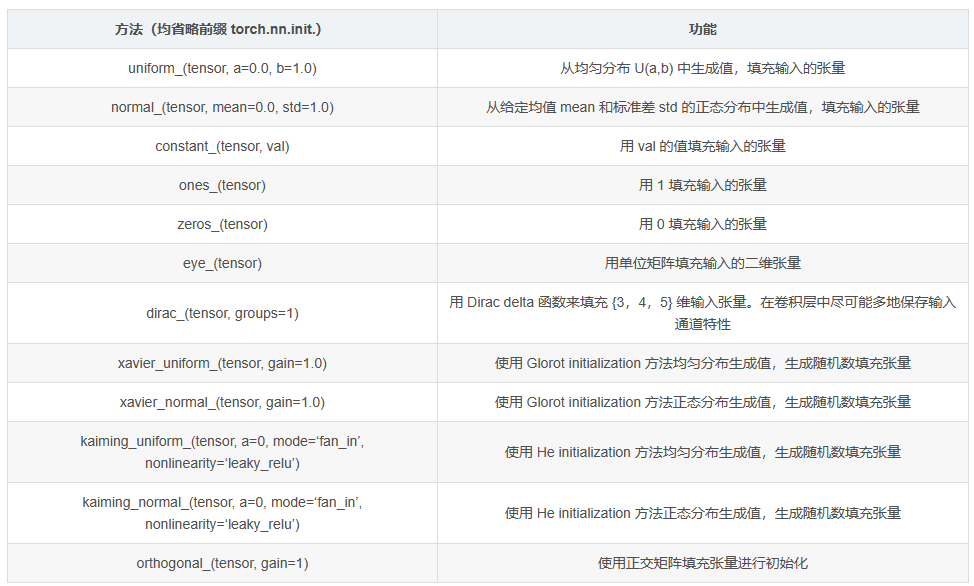 方法（均省略前缀 torch.nn.init.）
功能
uniform_(tensor, a=0.0, b=1.0)
从均匀分布 U(a,b) 中生成值，填充输入的张量
normal_(tensor, mean=0.0, std=1.0)
从给定均值 mean 和标准差 std 的正态分布中生成值，填充输入的张量
constant_(tensor, val)
用 val 的值填充输入的张量
ones_(tensor)
用 1 填充输入的张量
zeros_(tensor)
用 0 填充输入的张量
eye_(tensor)
用单位矩阵填充输入的二维张量
dirac_(tensor, groups=1)
用 Dirac delta 函数来填充 {3，4，5} 维输入张量。在卷积层中尽可能多地保存输入
通道特性
xavier_uniform_(tensor, gain=1.0)
使用 Glorot initialization 方法均匀分布生成值，生成随机数填充张量
xavier_normal_(tensor, gain=1.0)
使用 Glorot initialization 方法正态分布生成值，生成随机数填充张量
kaiming_uniform_(tensor, a=0, mode=‘fan_in’,
nonlinearity=‘leaky_relu’)
使用 He initialization 方法均匀分布生成值，生成随机数填充张量
kaiming_normal_(tensor, a=0, mode=‘fan_in’,
nonlinearity=‘leaky_relu’)
使用 He initialization 方法正态分布生成值，生成随机数填充张量
orthogonal_(tensor, gain=1)
使用正交矩阵填充张量进行初始化